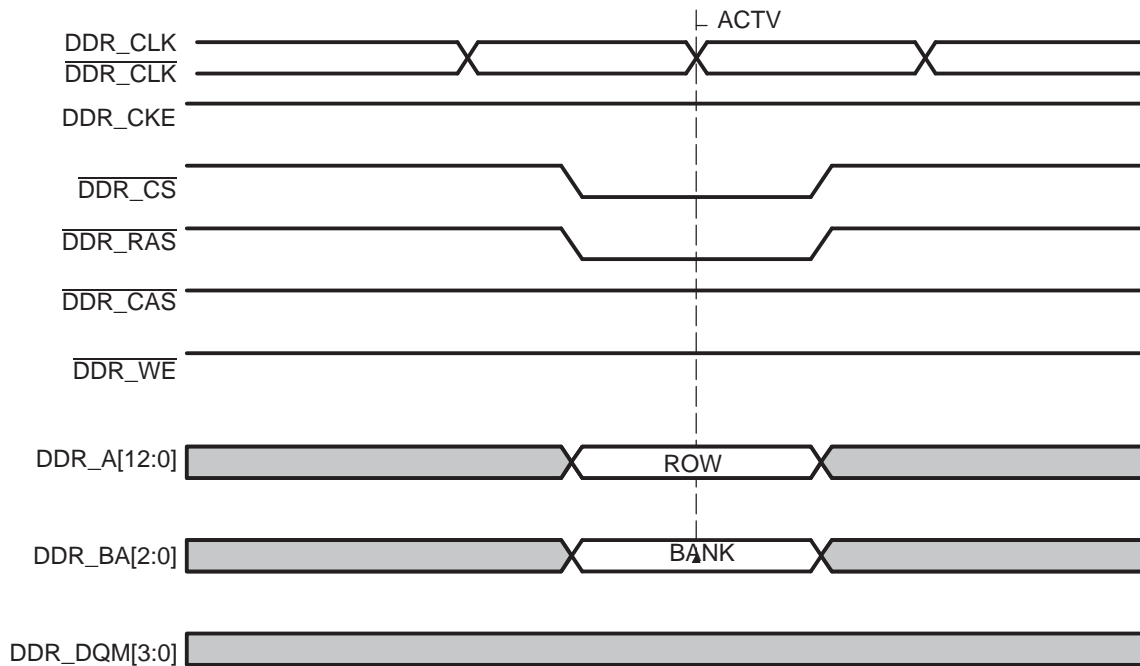 ACTV
DDR_CLK
DDR_CLK
DDR_CKE
DDR_CS
DDR_RAS
DDR_CAS
DDR_WE
DDR_A[12:0]
ROW
DDR_BA[2:0]
BANK
DDR_DQM[3:0]